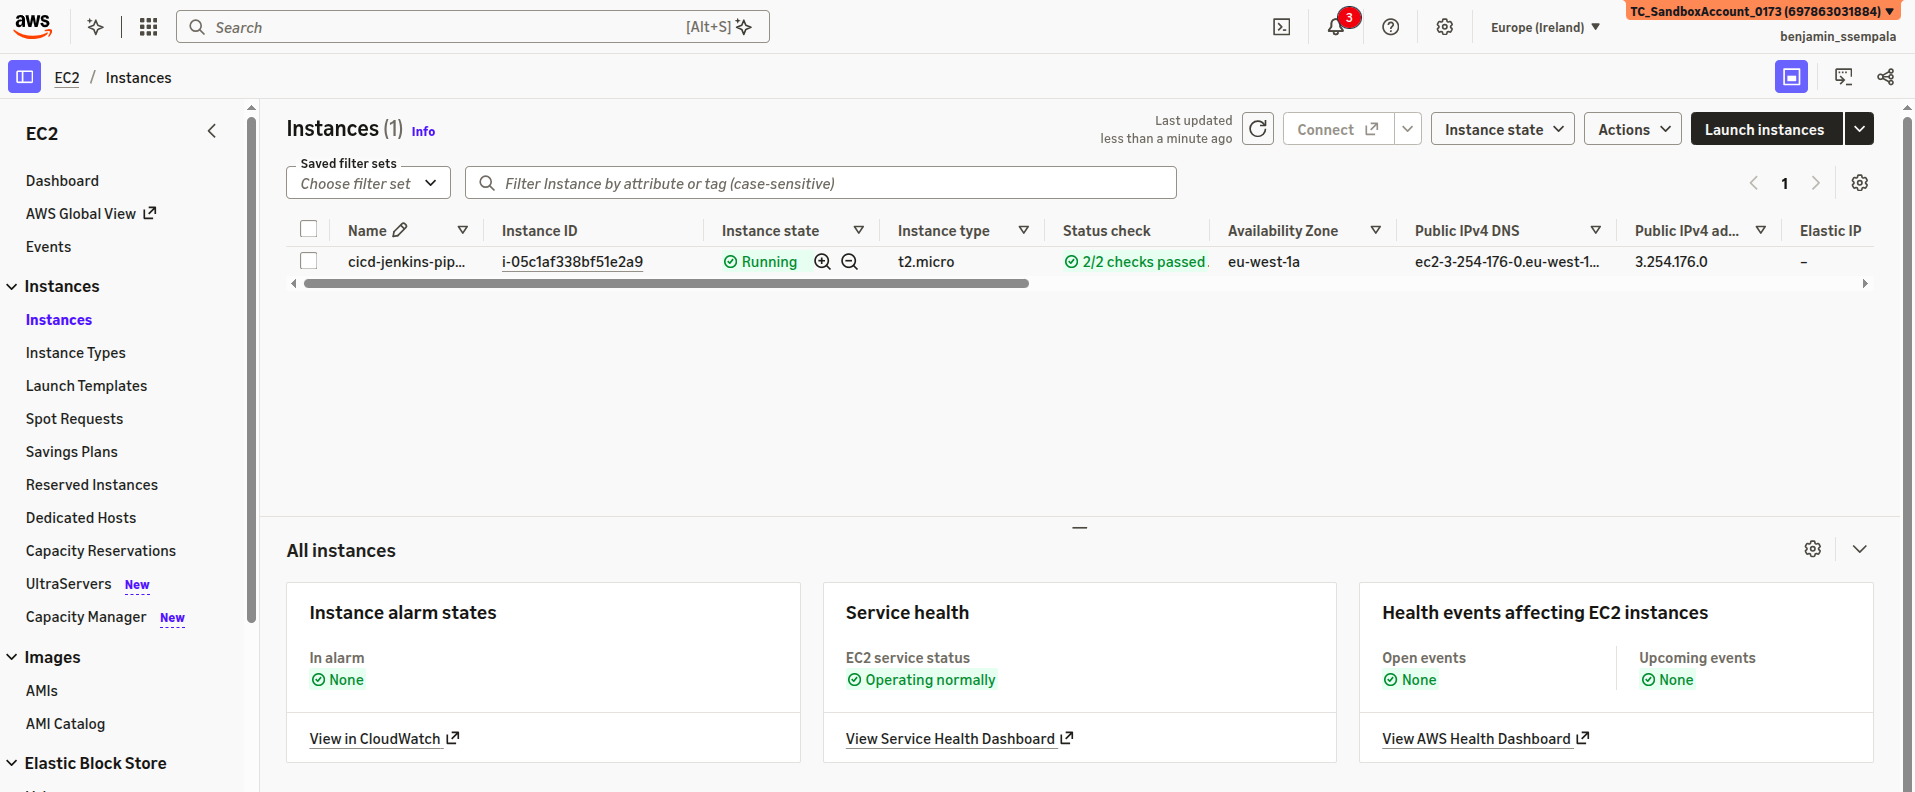 aws
Search
[Alt+S]
3
Europe (Ireland)
TC_SandboxAccount_0173 (697863031884)
benjamin_ssempala
EC2 / Instances
EC2
Dashboard
AWS Global View
Events
Instances
Instances
Instance Types
Launch Templates
Spot Requests
Savings Plans
Reserved Instances
Dedicated Hosts
Capacity Reservations
UltraServers New
Capacity Manager New
Images
AMIs
AMI Catalog
Elastic Block Store
Instances (1) Info
Last updated
less than a minute ago
Connect
Instance state
Actions
Launch instances
Saved filter sets
Choose filter set
Filter Instance by attribute or tag (case-sensitive)
1
Name Instance ID Instance state Instance type Status check Availability Zone Public IPv4 DNS Public IPv4 ad... Elastic IP
cicd-jenkins-pip... i-05c1af338bf51e2a9 Running t2.micro 2/2 checks passed eu-west-1a ec2-3-254-176-0.eu-west-1... 3.254.176.0 –
All instances
Instance alarm states
In alarm
None
View in CloudWatch
Service health
EC2 service status
Operating normally
View Service Health Dashboard
Health events affecting EC2 instances
Open events
None
Upcoming events
None
View AWS Health Dashboard